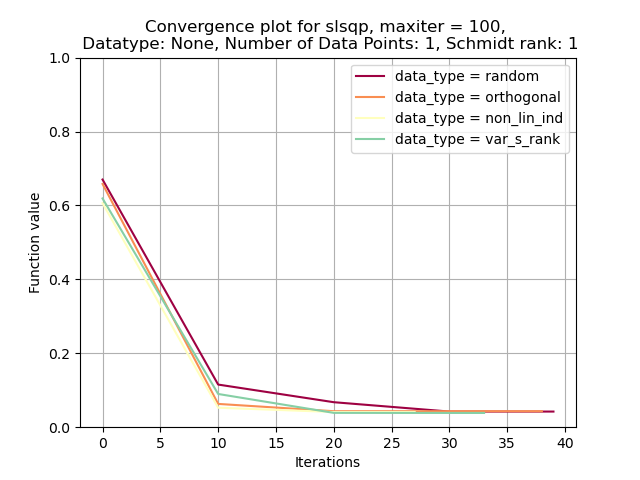 Convergence plot for slsqp, maxiter = 100,
Datatype: None, Number of Data Points: 1, Schmidt rank: 1
data_type = random
data_type = orthogonal
data_type = non_lin_ind
data_type = var_s_rank
Function value
1.0
0.8
0.6
0.4
0.2
0.0
0 5 10 15 20 25 30 35 40
Iterations